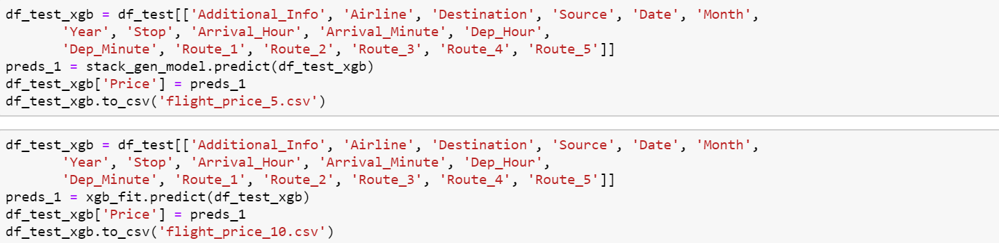 df_test_xgb = df_test[['Additional_Info', 'Airline', 'Destination', 'Source', 'Date', 'Month',
'Year', 'Stop', 'Arrival_Hour', 'Arrival_Minute', 'Dep_Hour',
'Dep_Minute', 'Route_1', 'Route_2', 'Route_3', 'Route_4', 'Route_5']]
preds_1 = stack_gen_model.predict(df_test_xgb)
df_test_xgb['Price'] = preds_1
df_test_xgb.to_csv('flight_price_5.csv')
df_test_xgb = df_test[['Additional_Info', 'Airline', 'Destination', 'Source', 'Date', 'Month',
'Year', 'Stop', 'Arrival_Hour', 'Arrival_Minute', 'Dep_Hour',
'Dep_Minute', 'Route_1', 'Route_2', 'Route_3', 'Route_4', 'Route_5']]
preds_1 = xgb_fit.predict(df_test_xgb)
df_test_xgb['Price'] = preds_1
df_test_xgb.to_csv('flight_price_10.csv')